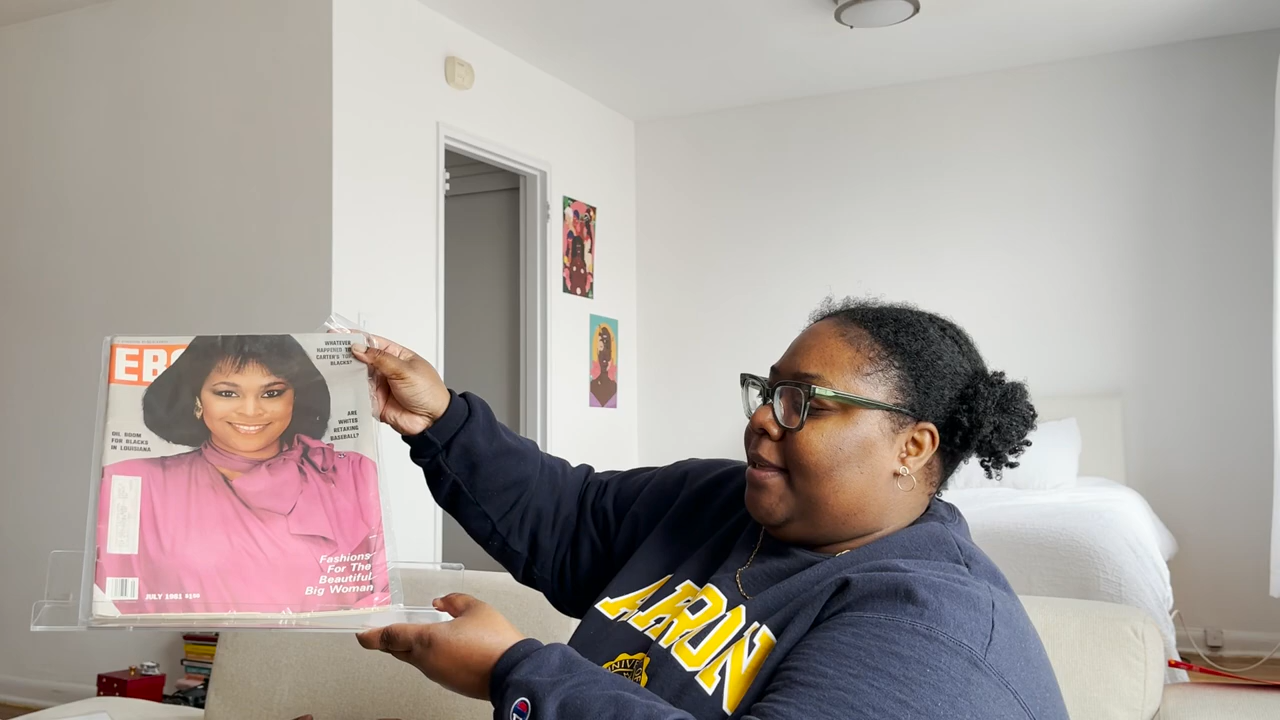 EBO
WHATEVER
HAPPENED TO
CARTER'S TOP
BLACKS?
ARE
WHITES
RETAKING
BASEBALL?
OIL BOOM
FOR BLACKS
IN LOUISIANA
Fashions
For The
Beautiful
Big Woman
JULY 1981
AKRON
UNIVE